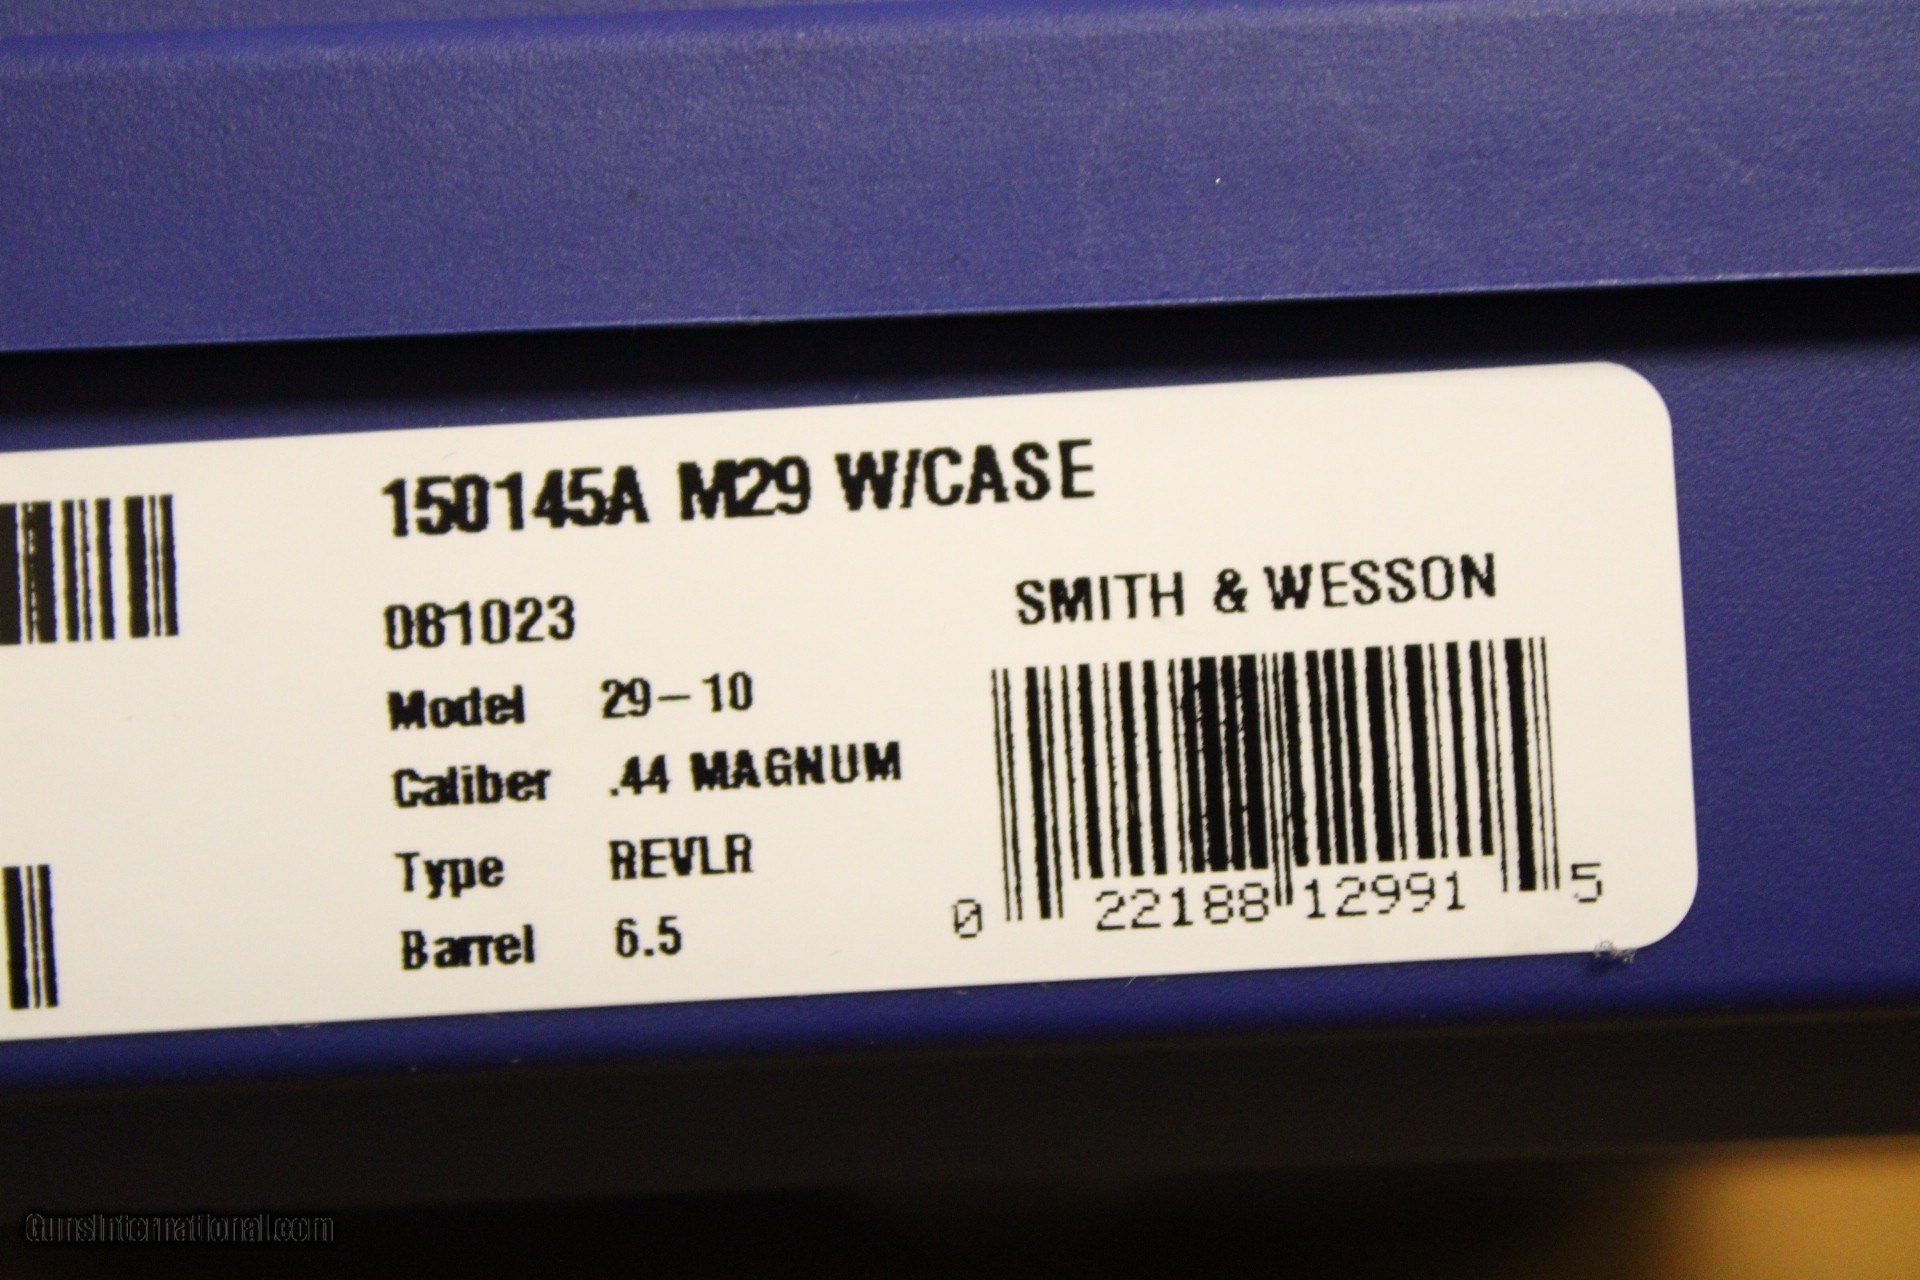 150145A M29 W/CASE
081023
SMITH & WESSON
Model 29-10
Caliber .44 MAGNUM
Type REVLR
Barrel 6.5
0 22188 12991 5
GunsInternational.com